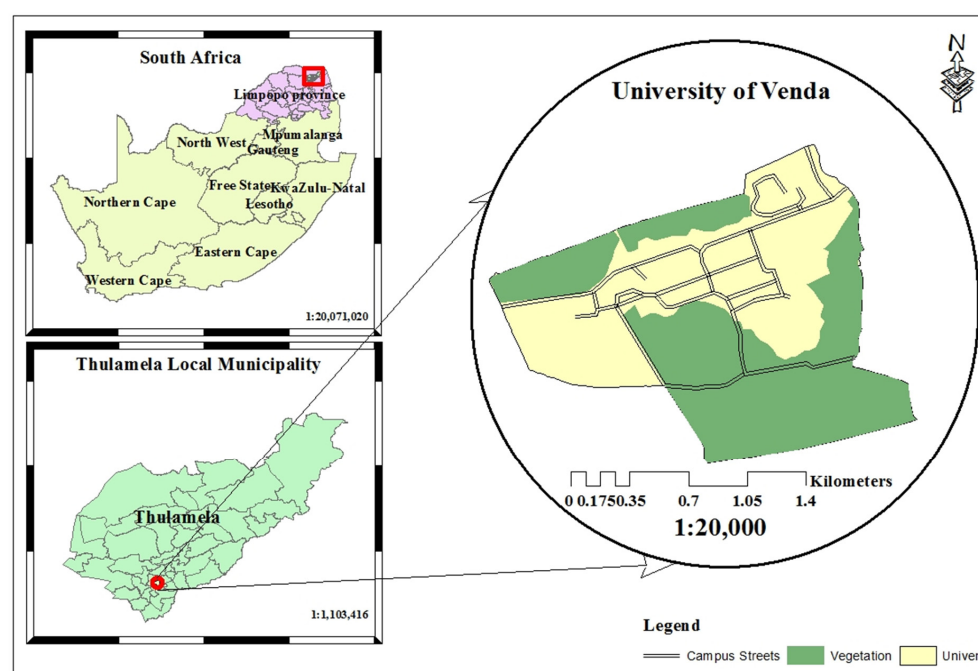 South Africa
Limpopo province
North West
Mpumalanga
Gauteng
Free State
KwaZulu-Natal
Lesotho
Northern Cape
Eastern Cape
Western Cape
1:20,071,020
Thulamela Local Municipality
Thulamela
1:1,103,416
N
University of Venda
Kilometers
0 0.175 0.35 0.7 1.05 1.4
1:20,000
Legend
Campus Streets Vegetation Univer